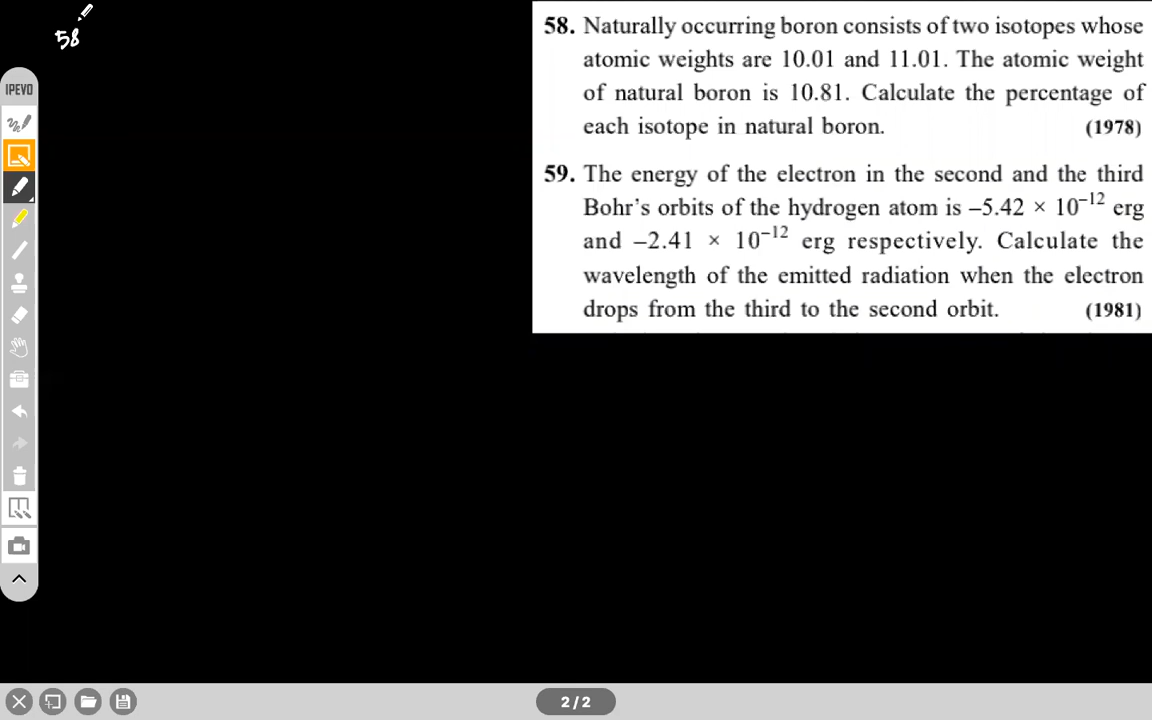 58
IPEVO
58. Naturally occurring boron consists of two isotopes whose
atomic weights are 10.01 and 11.01. The atomic weight
of natural boron is 10.81. Calculate the percentage of
each isotope in natural boron. (1978)
59. The energy of the electron in the second and the third
Bohr's orbits of the hydrogen atom is –5.42 × 10⁻¹² erg
and –2.41 × 10⁻¹² erg respectively. Calculate the
wavelength of the emitted radiation when the electron
drops from the third to the second orbit. (1981)
2 / 2